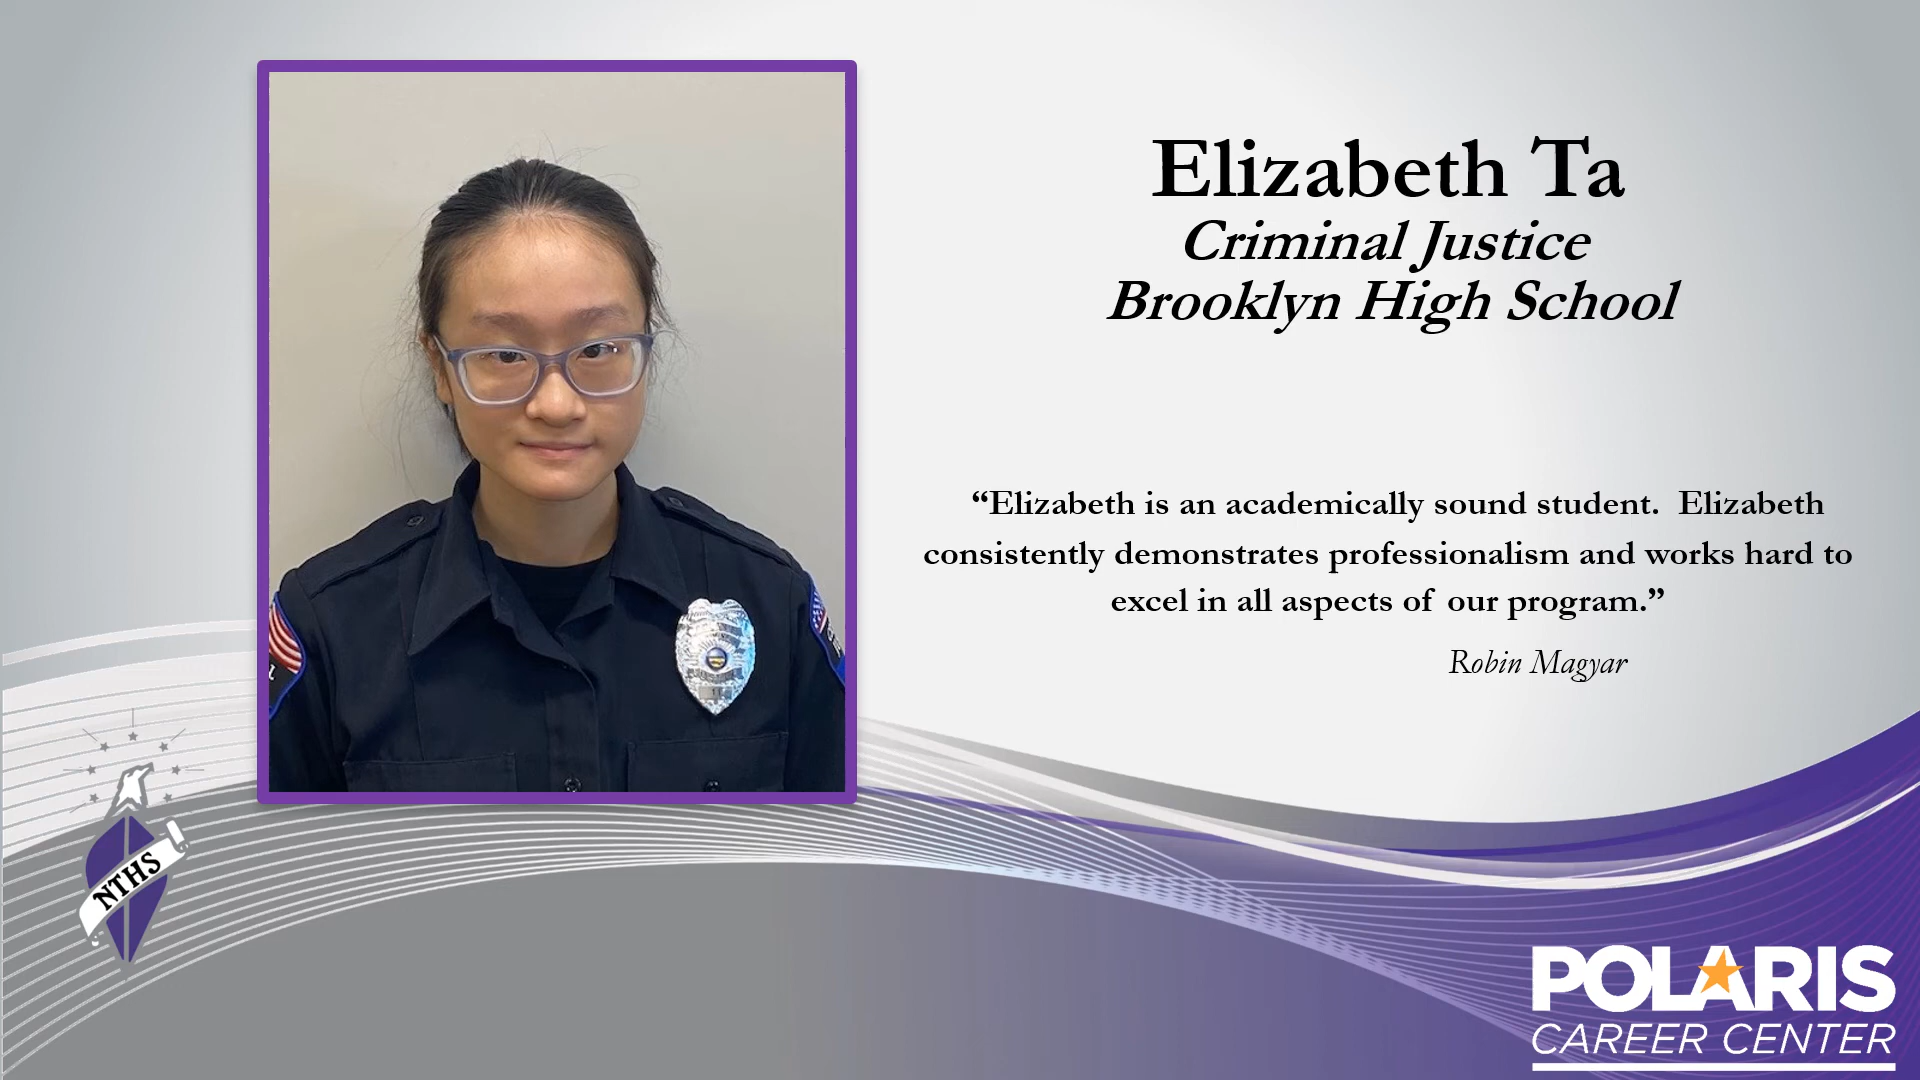 Elizabeth Ta
Criminal Justice
Brooklyn High School
“Elizabeth is an academically sound student.  Elizabeth
consistently demonstrates professionalism and works hard to
excel in all aspects of our program.”
Robin Magyar
NTHS
POLARIS
CAREER CENTER